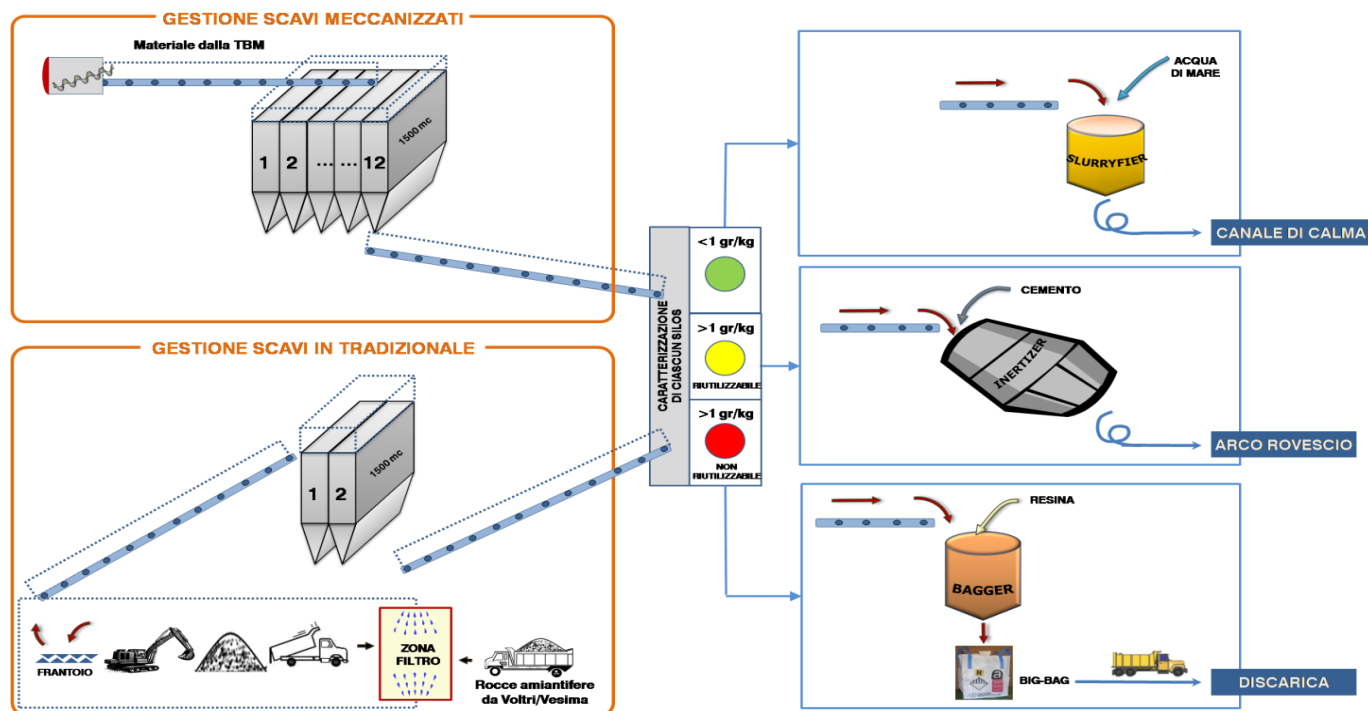 GESTIONE SCAVI MECCANIZZATI
Materiale dalla TBM
1
2
...
...
12
1500 mc
GESTIONE SCAVI IN TRADIZIONALE
1
2
1500 mc
FRANTOIO
ZONA
FILTRO
Rocce amiantifere
da Voltri/Vesima
CARATTERIZZAZIONE
DI CIASCUN SILOS
<1 gr/kg
>1 gr/kg
RIUTILIZZABILE
>1 gr/kg
NON
RIUTILIZZABILE
ACQUA
DI MARE
SLURRYFIER
CANALE DI CALMA
CEMENTO
INERTIZER
ARCO ROVESCIO
RESINA
BAGGER
BIG-BAG
a
DISCARICA